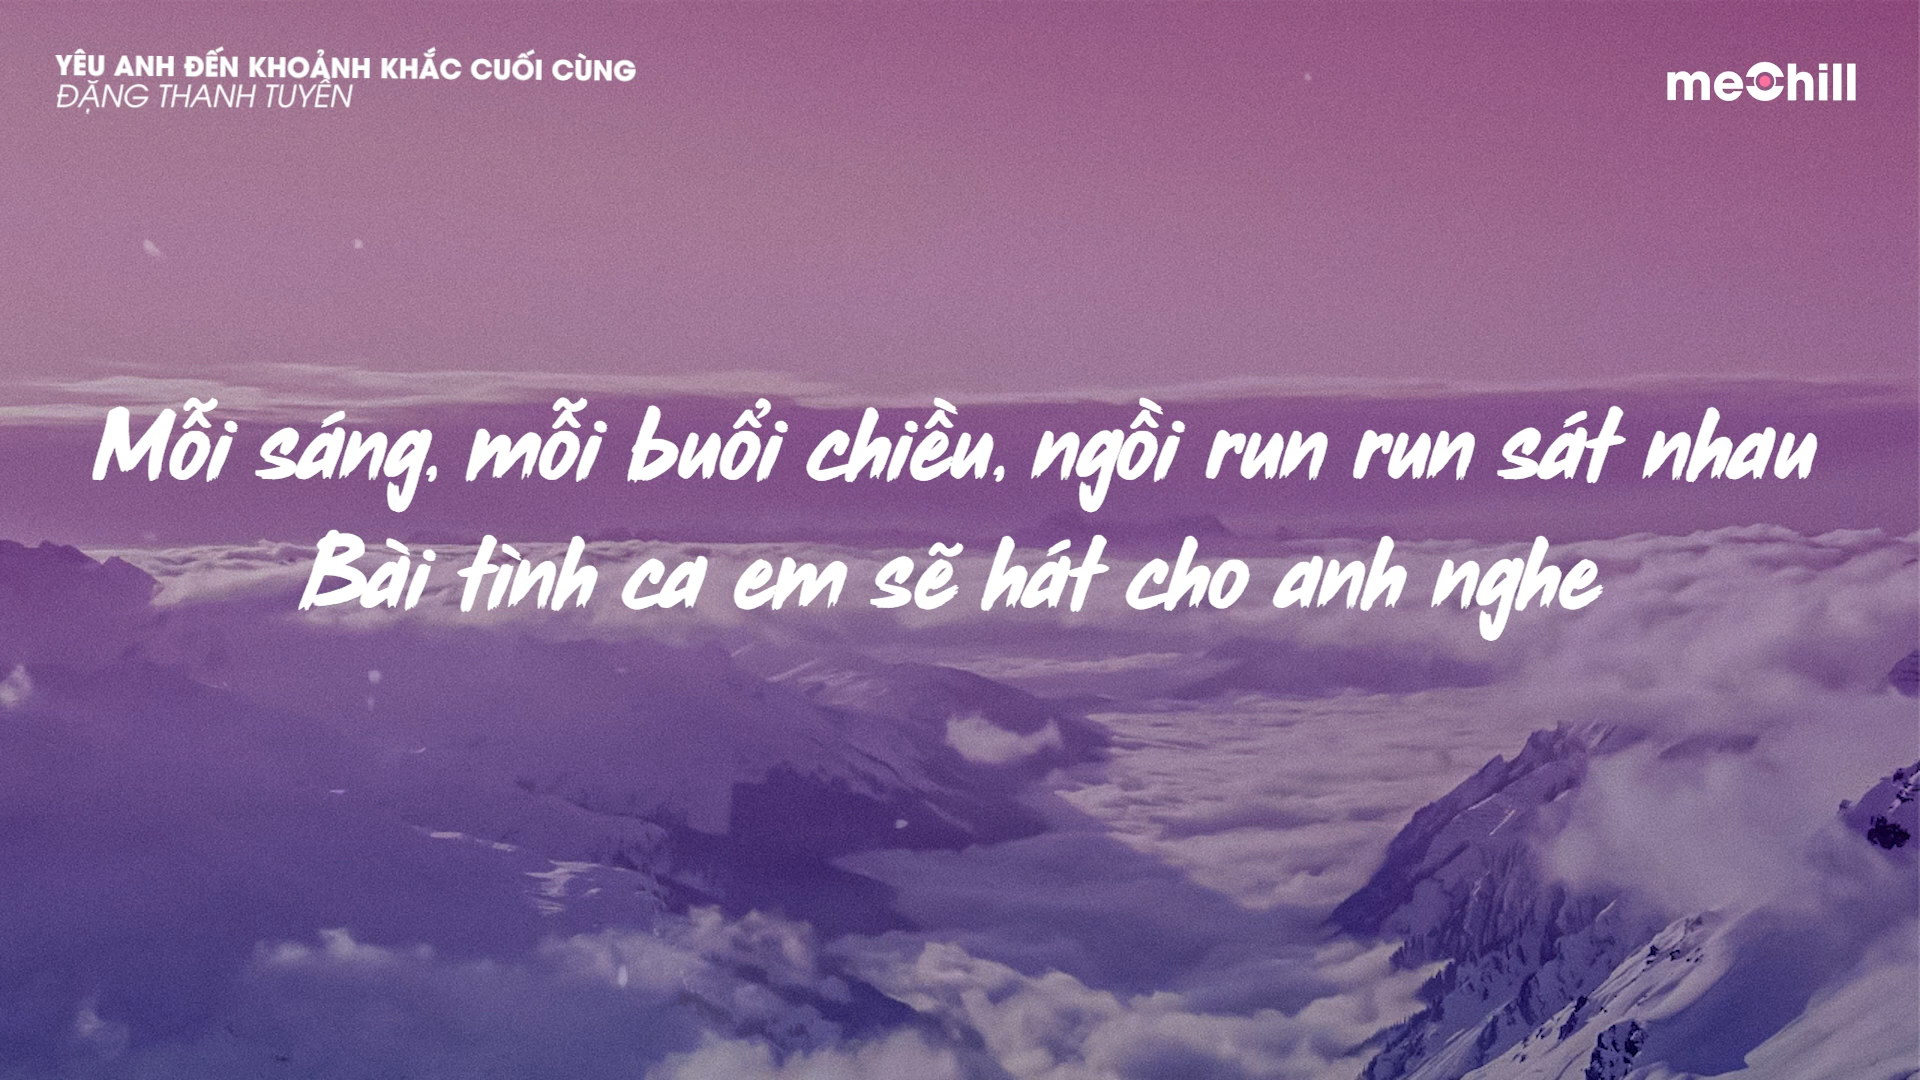 YÊU ANH ĐẾN KHOẢNH KHẮC CUỐI CÙNG
ĐẶNG THANH TUYỀN
mechill
Mỗi sáng, mỗi buổi chiều, ngồi run run sát nhau
Bài tình ca em sẽ hát cho anh nghe